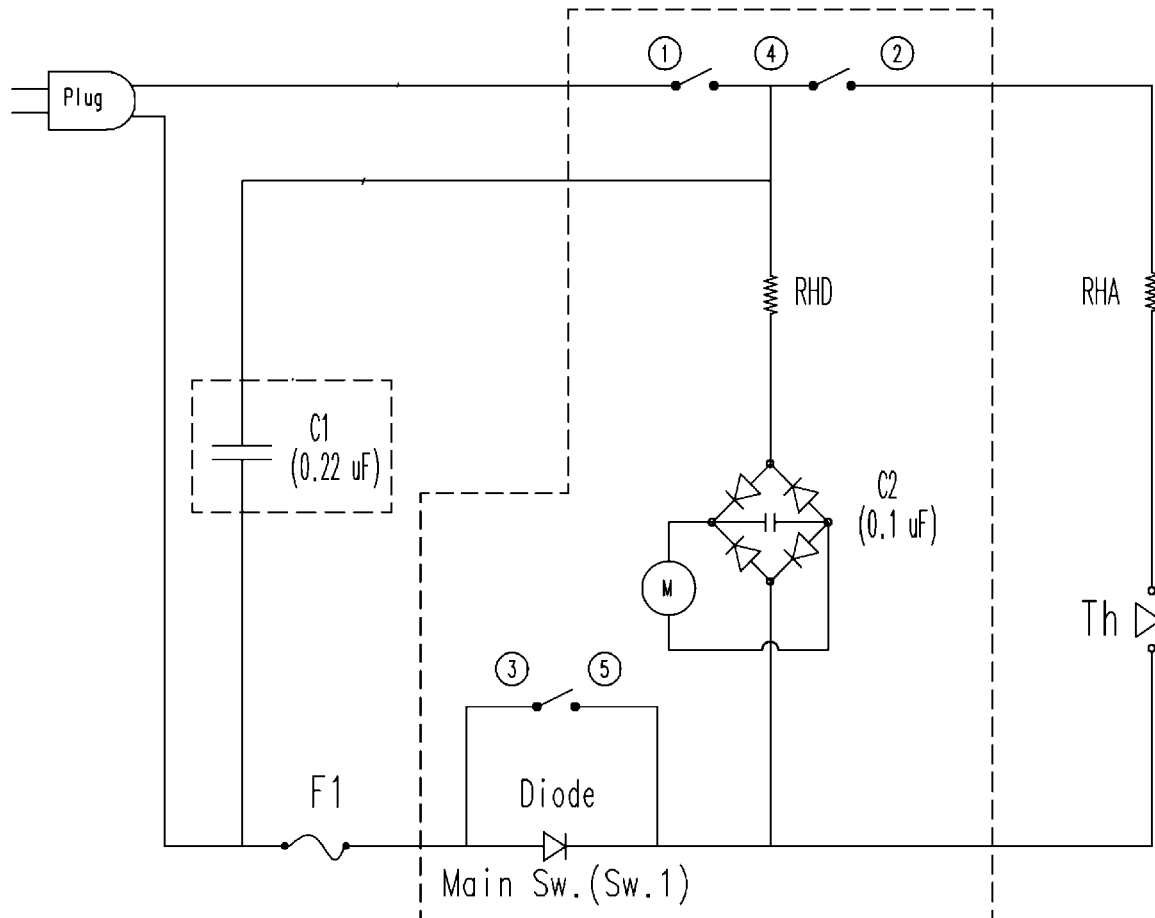 ① ④ ②
Plug
RHD
RHA
C1
(0.22 uF)
C2
(0.1 uF)
M
Th
③ ⑤
F1
Diode
Main Sw.(Sw.1)